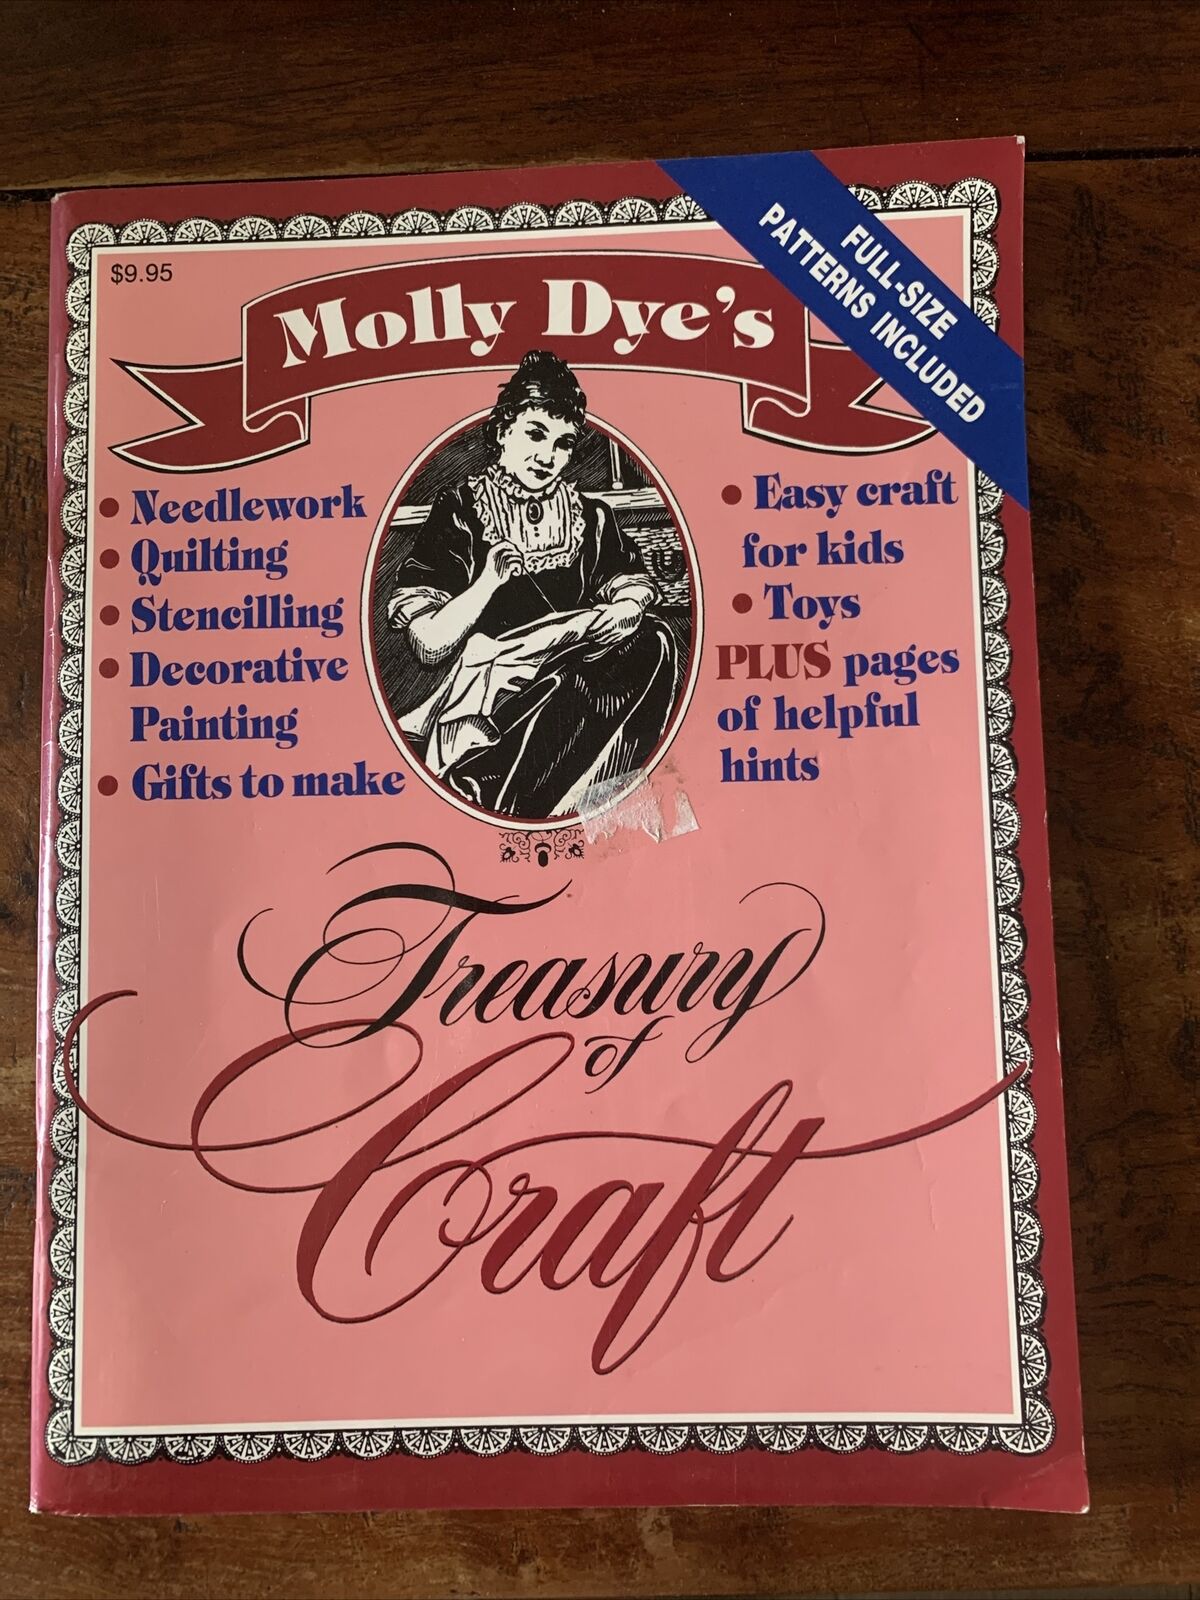 $9.95
FULL-SIZE
PATTERNS INCLUDED
Molly Dye's
• Needlework
• Quilting
• Stencilling
• Decorative
Painting
• Gifts to make
• Easy craft
for kids
• Toys
PLUS pages
of helpful
hints
Treasury
of
Craft